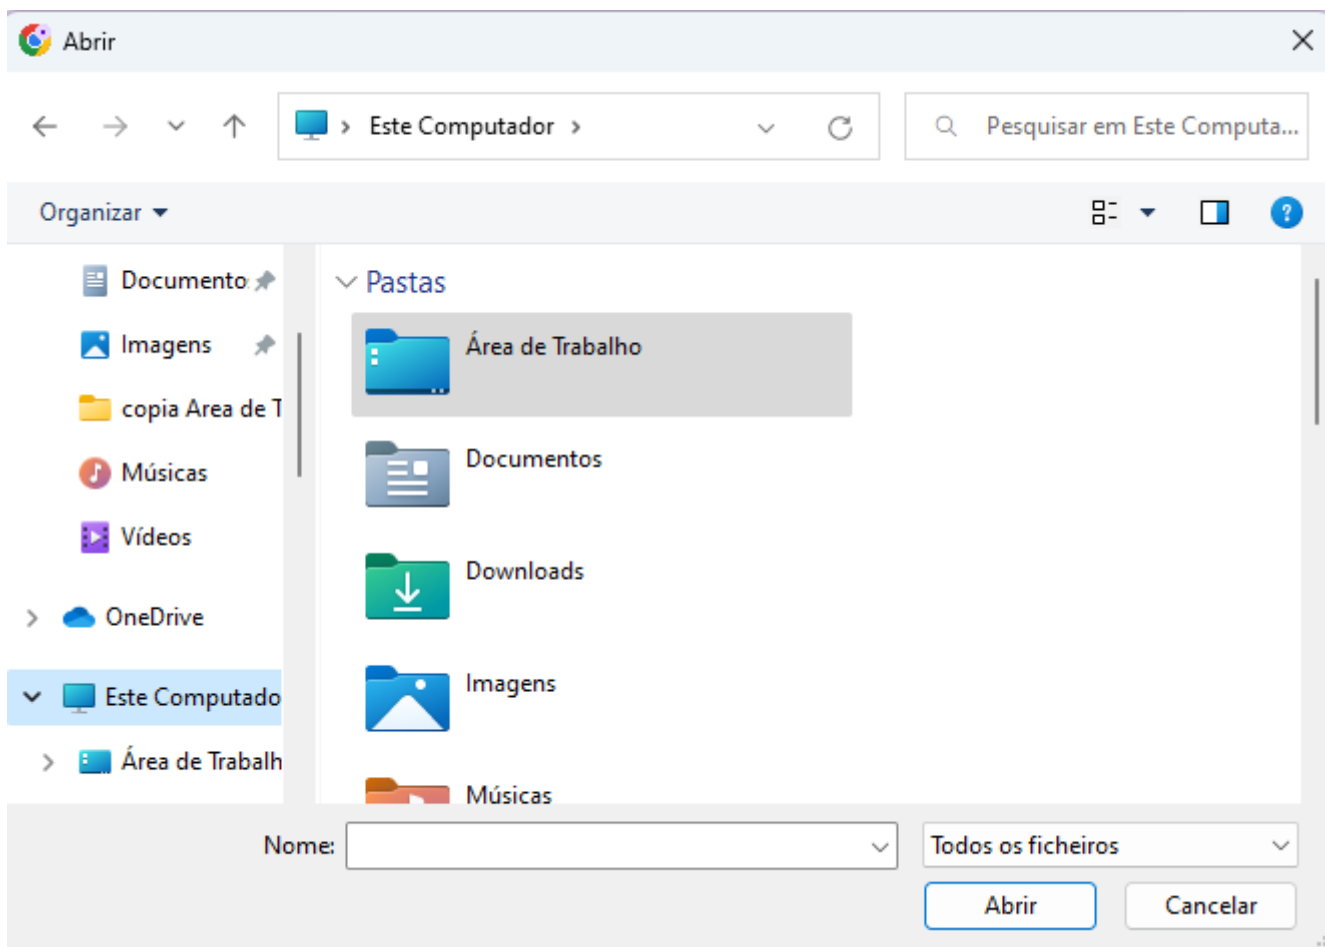 Abrir
Este Computador
Pesquisar em Este Computa...
Organizar
?
Documento
Imagens
copia Area de T
Músicas
Vídeos
OneDrive
Este Computado
Área de Trabalh
Pastas
Área de Trabalho
Documentos
Downloads
Imagens
Músicas
Nome:
Todos os ficheiros
Abrir
Cancelar